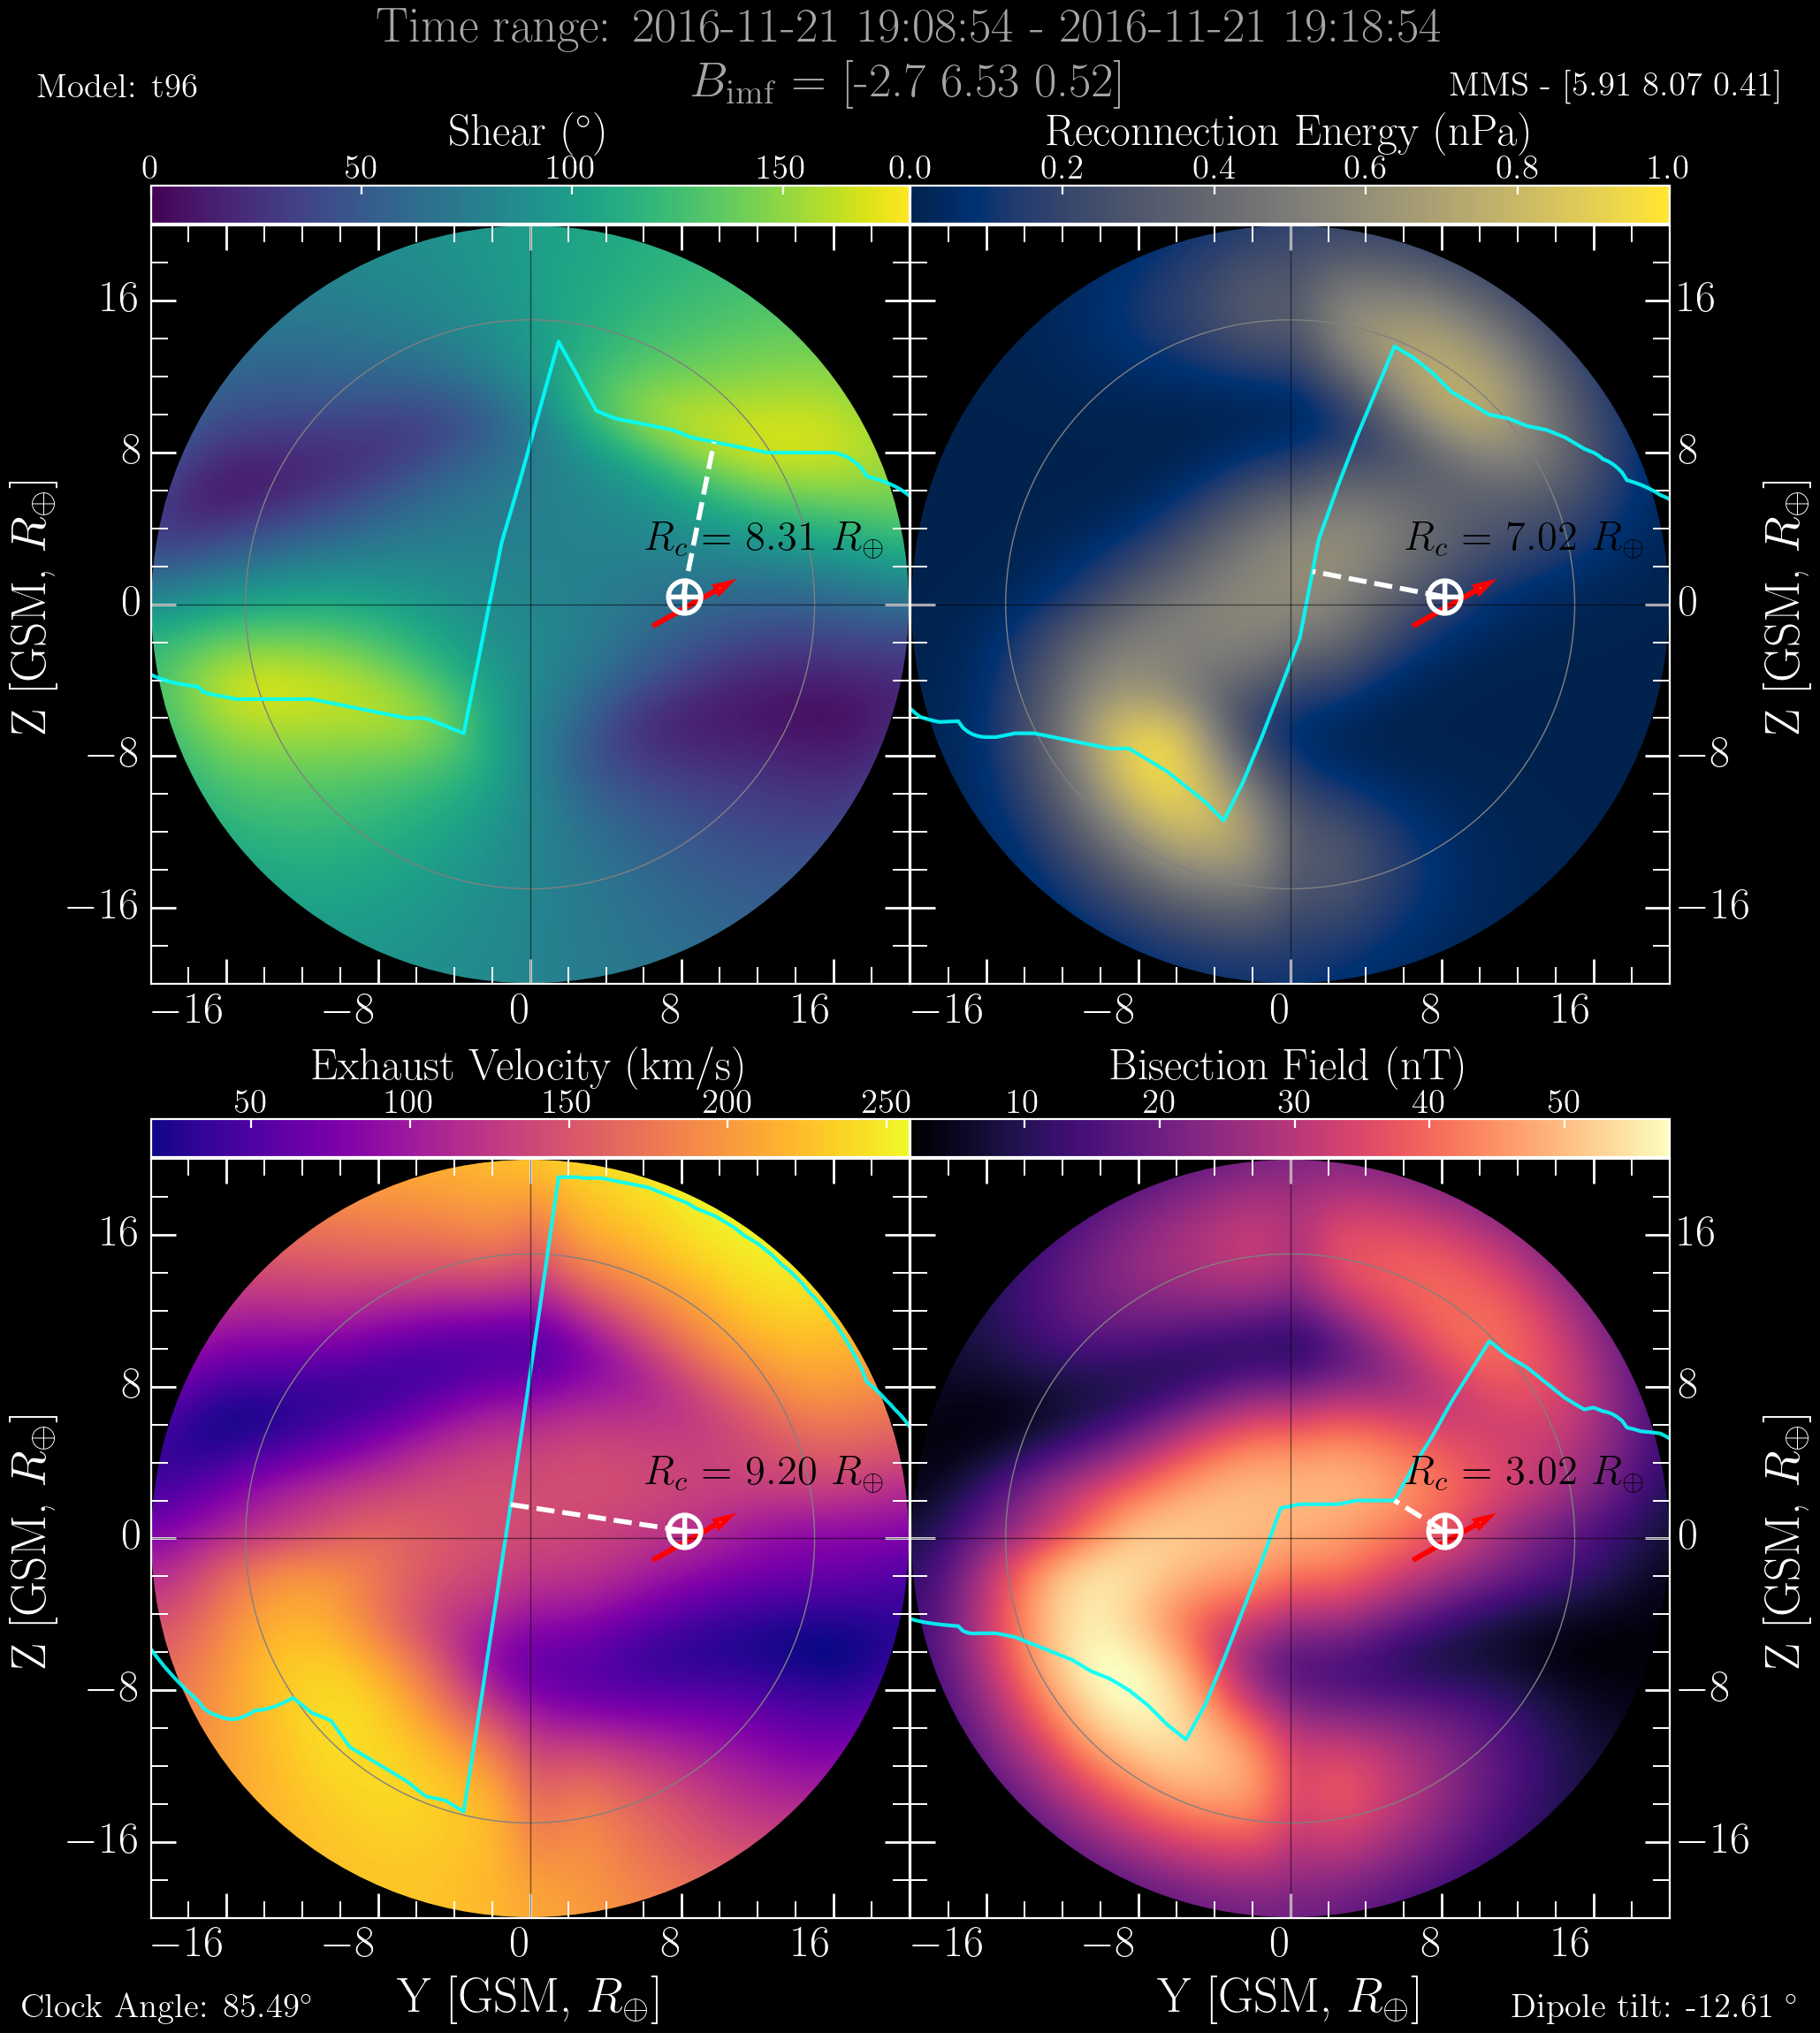 Time range: 2016-11-21 19:08:54 - 2016-11-21 19:18:54
Model: t96
B_imf = [-2.7 6.53 0.52]
MMS - [5.91 8.07 0.41]
Shear (°)
Reconnection Energy (nPa)
0 50 100 150
0.0 0.2 0.4 0.6 0.8 1.0
16
8
0
−8
−16
Z [GSM, R⊕]
R_c = 8.31 R⊕
R_c = 7.02 R⊕
16
8
0
−8
−16
Z [GSM, R⊕]
−16 −8 0 8 16
−16 −8 0 8 16
Exhaust Velocity (km/s)
Bisection Field (nT)
50 100 150 200 250
10 20 30 40 50
16
8
0
−8
−16
Z [GSM, R⊕]
R_c = 9.20 R⊕
R_c = 3.02 R⊕
16
8
0
−8
−16
Z [GSM, R⊕]
−16 −8 0 8 16
−16 −8 0 8 16
Y [GSM, R⊕]
Y [GSM, R⊕]
Clock Angle: 85.49°
Dipole tilt: -12.61 °